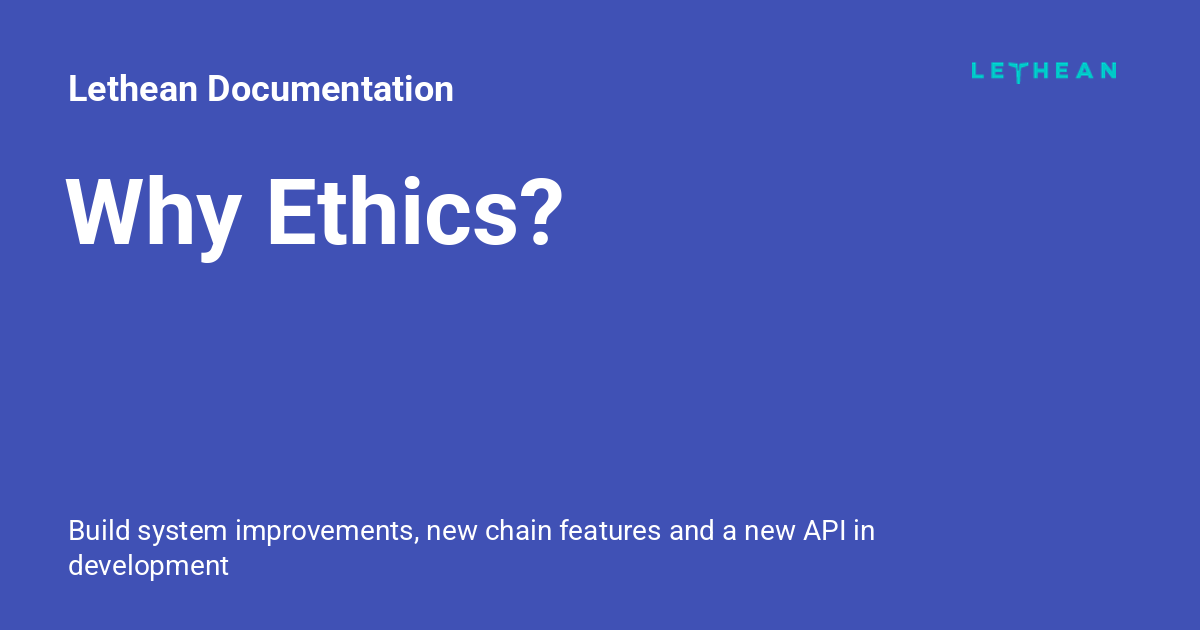 Lethean Documentation
LETHEAN
Why Ethics?
Build system improvements, new chain features and a new API in
development